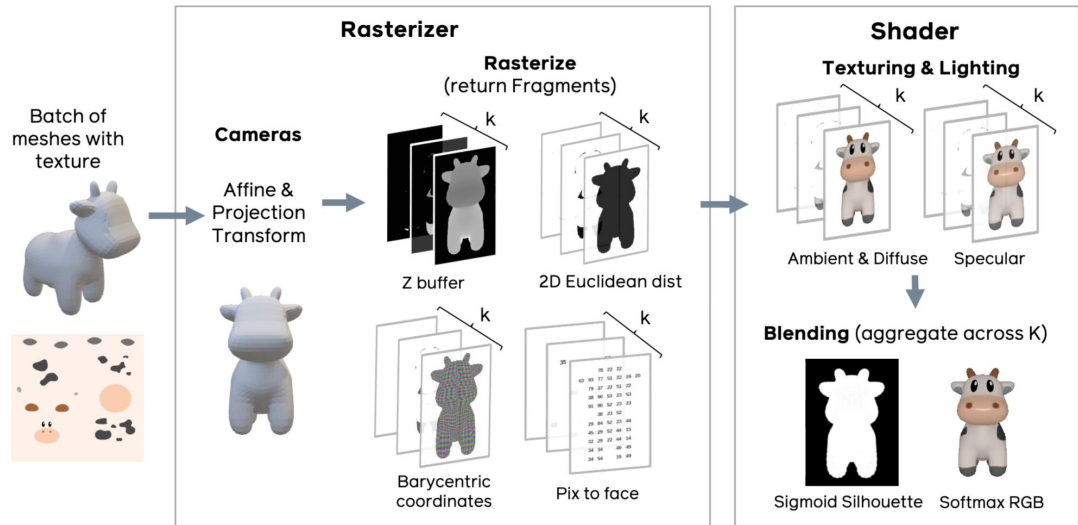 Rasterizer
Shader
Rasterize
(return Fragments)
Texturing & Lighting
Batch of
meshes with
texture
Cameras
Affine &
Projection
Transform
k
k
k
k
Z buffer
2D Euclidean dist
Ambient & Diffuse
Specular
k
k
Barycentric
coordinates
Pix to face
Blending (aggregate across K)
Sigmoid Silhouette
Softmax RGB